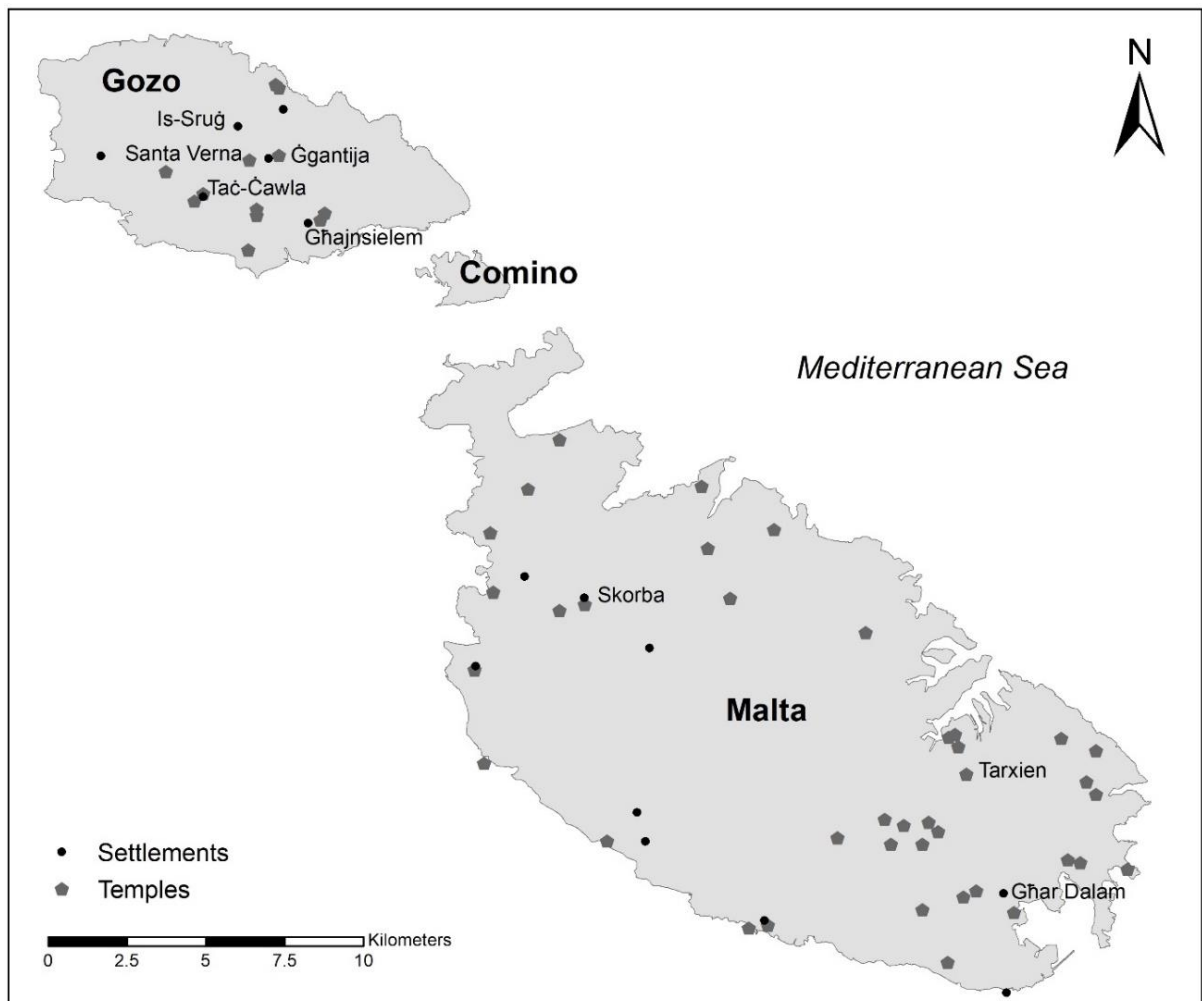 N
Gozo
Is-Sruġ
Santa Verna
Ġgantija
Taċ-Ċawla
Għajnsielem
Comino
Mediterranean Sea
Skorba
Malta
Tarxien
Settlements
Temples
Għar Dalam
Kilometers
0 2.5 5 7.5 10